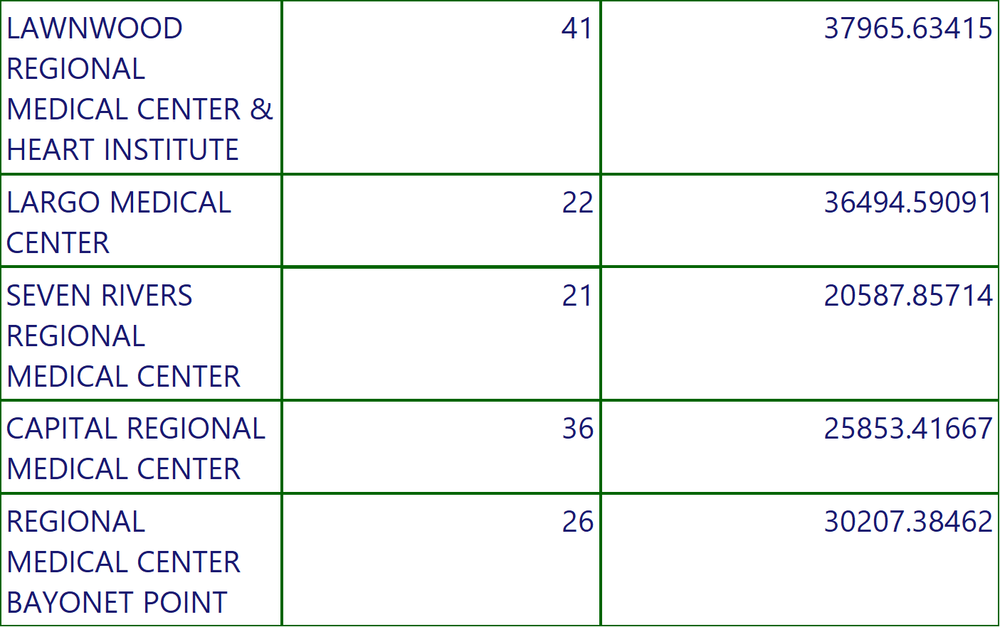 LAWNWOOD 41 37965.63415
REGIONAL
MEDICAL CENTER &
HEART INSTITUTE
LARGO MEDICAL 22 36494.59091
CENTER
SEVEN RIVERS 21 20587.85714
REGIONAL
MEDICAL CENTER
CAPITAL REGIONAL 36 25853.41667
MEDICAL CENTER
REGIONAL 26 30207.38462
MEDICAL CENTER
BAYONET POINT